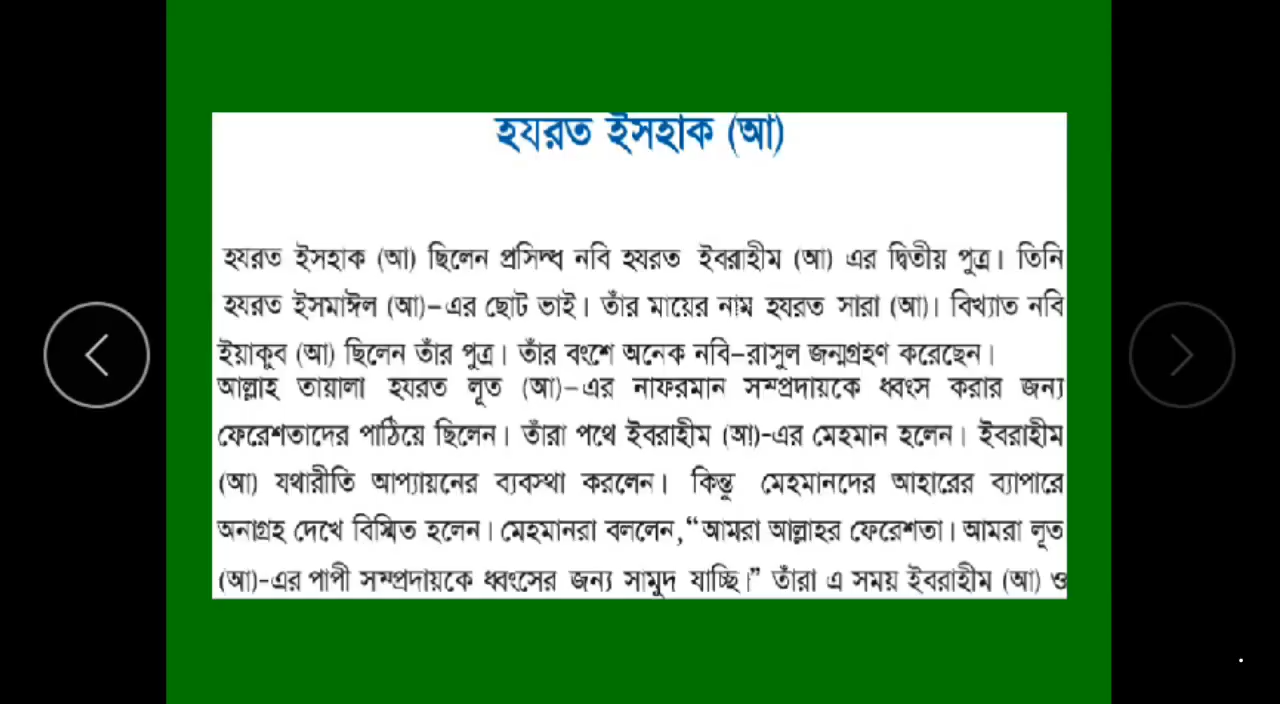 হযরত ইসহাক (আ)
হযরত ইসহাক (আ) ছিলেন প্রসিদ্ধ নবি হযরত ইবরাহীম (আ) এর দ্বিতীয় পুত্র। তিনি
হযরত ইসমাঈল (আ)-এর ছোট ভাই। তাঁর মায়ের নাম হযরত সারা (আ)। বিখ্যাত নবি
ইয়াকূব (আ) ছিলেন তাঁর পুত্র। তাঁর বংশে অনেক নবি-রাসুল জন্মগ্রহণ করেছেন।
আল্লাহ তায়ালা হযরত লূত (আ)-এর নাফরমান সম্প্রদায়কে ধ্বংস করার জন্য
ফেরেশতাদের পাঠিয়ে ছিলেন। তাঁরা পথে ইবরাহীম (আ)-এর মেহমান হলেন। ইবরাহীম
(আ) যথারীতি আপ্যায়নের ব্যবস্থা করলেন। কিন্তু মেহমানদের আহারের ব্যাপারে
অনাগ্রহ দেখে বিস্মিত হলেন। মেহমানরা বললেন,“আমরা আল্লাহর ফেরেশতা। আমরা লূত
(আ)-এর পাপী সম্প্রদায়কে ধ্বংসের জন্য সামুদ যাচ্ছি।” তাঁরা এ সময় ইবরাহীম (আ) ও